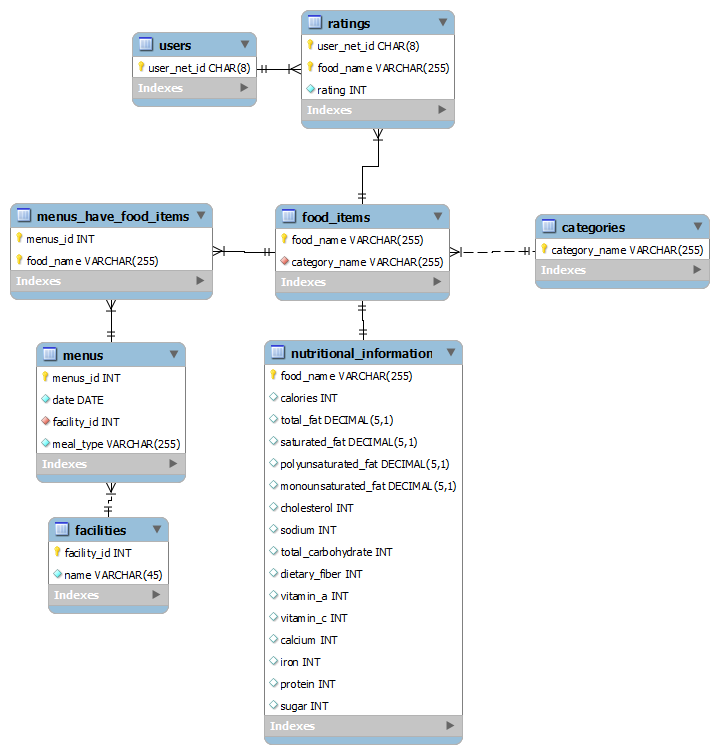 ratings
user_net_id CHAR(8)
food_name VARCHAR(255)
rating INT
Indexes
users
user_net_id CHAR(8)
Indexes
menus_have_food_items
menus_id INT
food_name VARCHAR(255)
Indexes
food_items
food_name VARCHAR(255)
category_name VARCHAR(255)
Indexes
categories
category_name VARCHAR(255)
Indexes
menus
menus_id INT
date DATE
facility_id INT
meal_type VARCHAR(255)
Indexes
facilities
facility_id INT
name VARCHAR(45)
Indexes
nutritional_information
food_name VARCHAR(255)
calories INT
total_fat DECIMAL(5,1)
saturated_fat DECIMAL(5,1)
polyunsaturated_fat DECIMAL(5,1)
monounsaturated_fat DECIMAL(5,1)
cholesterol INT
sodium INT
total_carbohydrate INT
dietary_fiber INT
vitamin_a INT
vitamin_c INT
calcium INT
iron INT
protein INT
sugar INT
Indexes